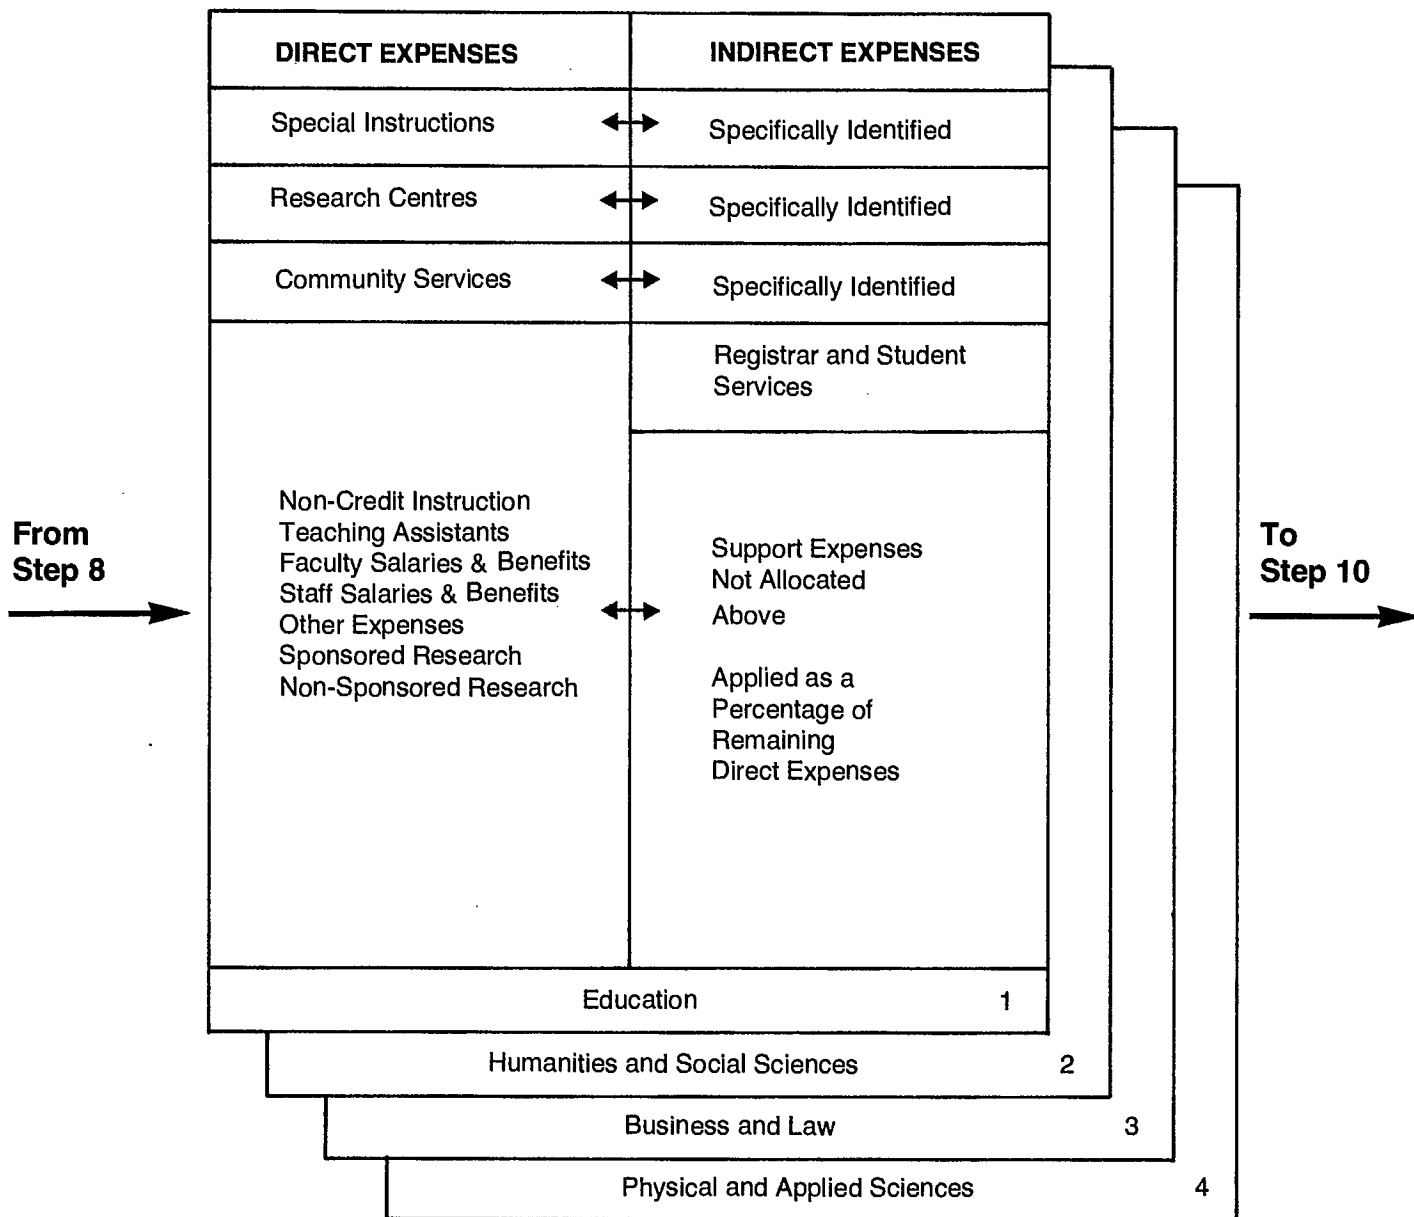 DIRECT EXPENSES
INDIRECT EXPENSES
Special Instructions
Specifically Identified
Research Centres
Specifically Identified
Community Services
Specifically Identified
Registrar and Student
Services
From
Step 8
Non-Credit Instruction
Teaching Assistants
Faculty Salaries & Benefits
Staff Salaries & Benefits
Other Expenses
Sponsored Research
Non-Sponsored Research
Support Expenses
Not Allocated
Above
Applied as a
Percentage of
Remaining
Direct Expenses
To
Step 10
Education 1
Humanities and Social Sciences 2
Business and Law 3
Physical and Applied Sciences 4